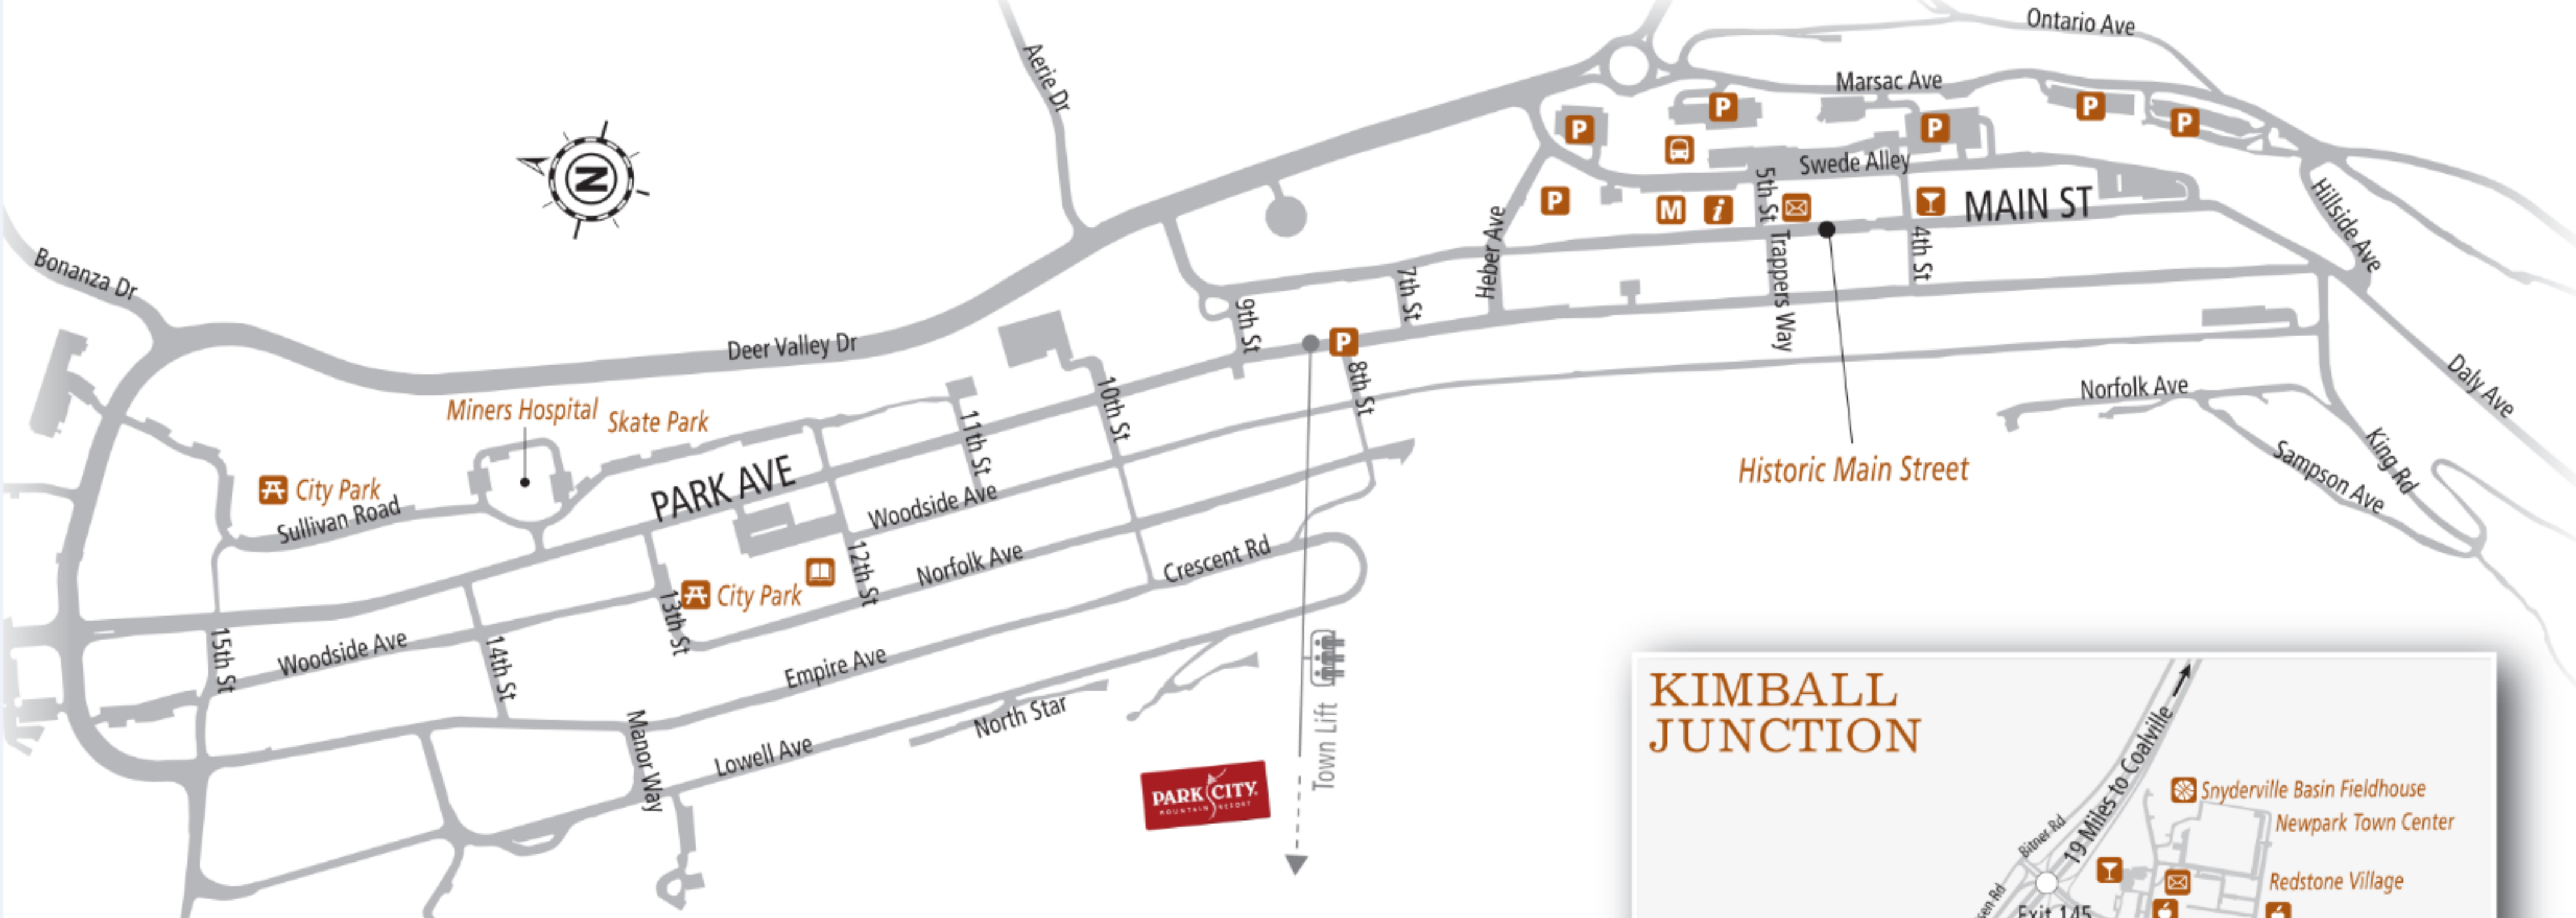 Ontario Ave
Aerie Dr
Marsac Ave
P
P
P
P
P
Swede Alley
5th St
P
M
i
MAIN ST
Hillside Ave
N
Heber Ave
Trappers Way
4th St
Bonanza Dr
7th St
9th St
P
Deer Valley Dr
8th St
Daly Ave
Norfolk Ave
10th St
Miners Hospital
Skate Park
11th St
Historic Main Street
King Rd
Sampson Ave
PARK AVE
City Park
Sullivan Road
Woodside Ave
12th St
Norfolk Ave
Crescent Rd
City Park
13th St
15th St
Woodside Ave
14th St
Empire Ave
Manor Way
Lowell Ave
North Star
Town Lift
PARK CITY
MOUNTAIN RESORT
KIMBALL
JUNCTION
19 Miles to Coalville
Bitner Rd
Snyderville Basin Fieldhouse
Newpark Town Center
Redstone Village
Exit 145